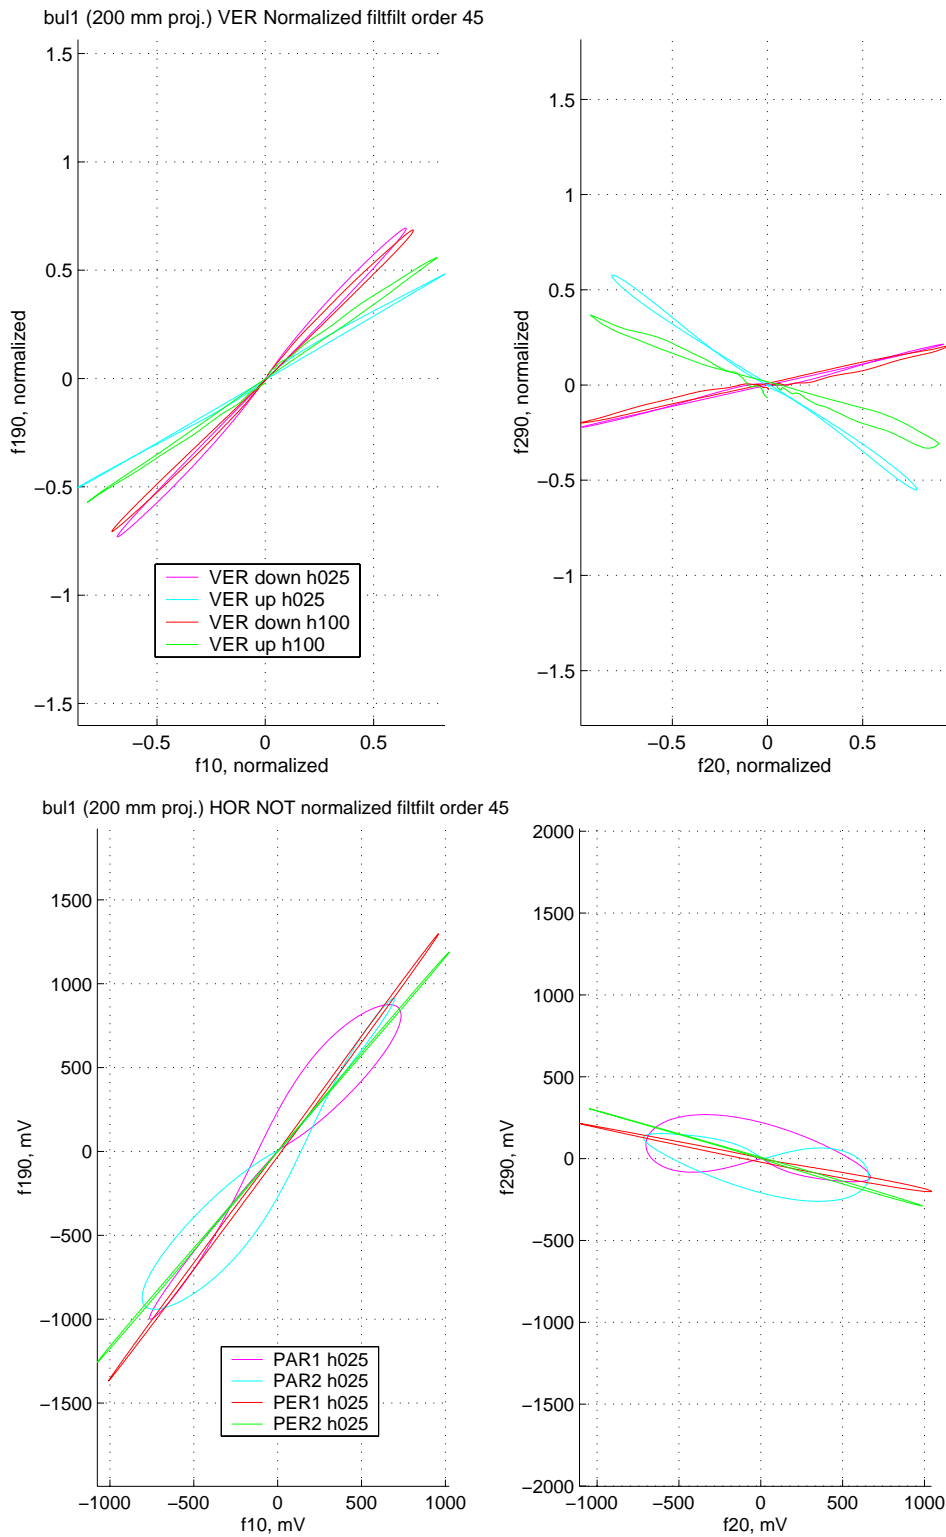 bul1 (200 mm proj.) VER Normalized filtfilt order 45
1.5
1
0.5
0
−0.5
−1
−1.5
f190, normalized
−0.5
0
0.5
f10, normalized
VER down h025
VER up h025
VER down h100
VER up h100
1.5
1
0.5
0
−0.5
−1
−1.5
f290, normalized
−0.5
0
0.5
f20, normalized
bul1 (200 mm proj.) HOR NOT normalized filtfilt order 45
1500
1000
500
0
−500
−1000
−1500
f190, mV
−1000
−500
0
500
1000
f10, mV
PAR1 h025
PAR2 h025
PER1 h025
PER2 h025
2000
1500
1000
500
0
−500
−1000
−1500
−2000
f290, mV
−1000
−500
0
500
1000
f20, mV